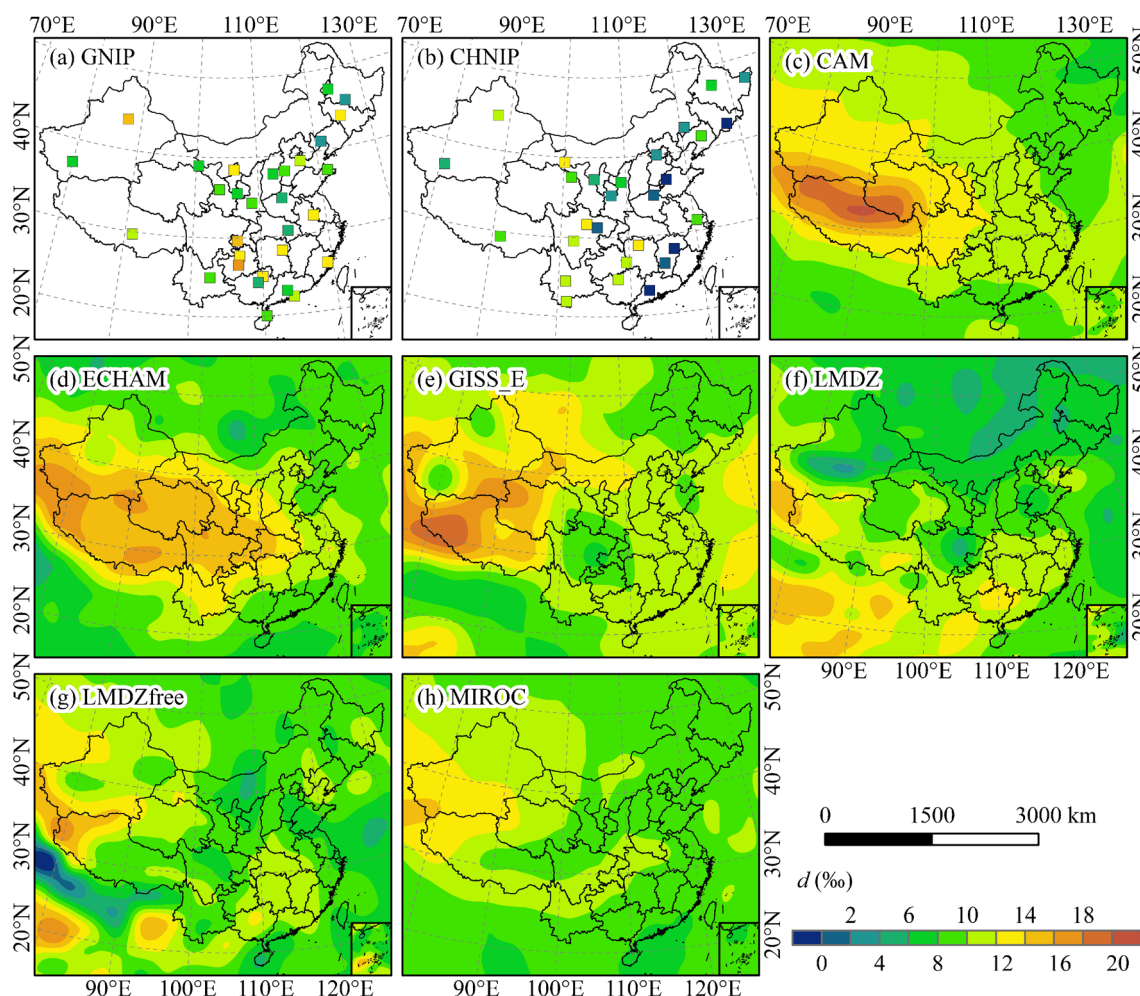 70°E 90°E 110°E 130°E 70°E 90°E 110°E 130°E 70°E 90°E 110°E 130°E
(a) GNIP (b) CHNIP (c) CAM
50°N
40°N 40°N
30°N 30°N
20°N 20°N
50°N (d) ECHAM (e) GISS_E (f) LMDZ 50°N
40°N 40°N
30°N 30°N
20°N 20°N
90°E 100°E 110°E 120°E
50°N (g) LMDZfree (h) MIROC 50°N
40°N 40°N
30°N 30°N
20°N 20°N
90°E 100°E 110°E 120°E 90°E 100°E 110°E 120°E
0 1500 3000 km
d (‰)
2 6 10 14 18
0 4 8 12 16 20